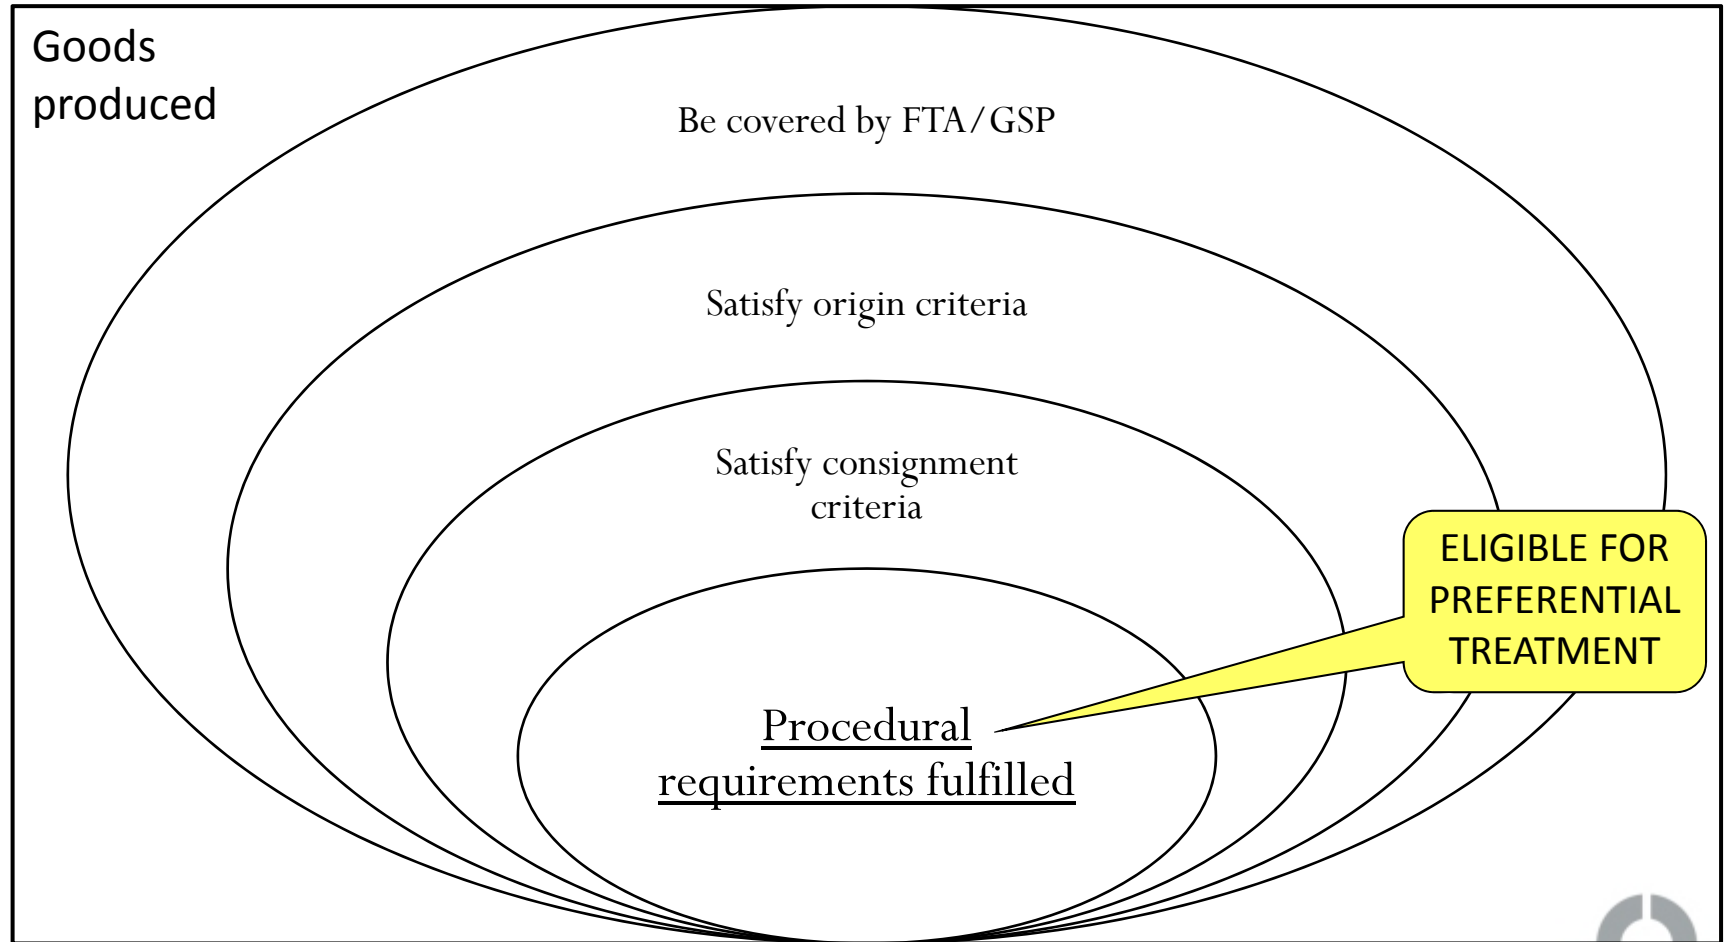 Goods
produced
Be covered by FTA/GSP
Satisfy origin criteria
Satisfy consignment
criteria
ELIGIBLE FOR
PREFERENTIAL
TREATMENT
Procedural
requirements fulfilled